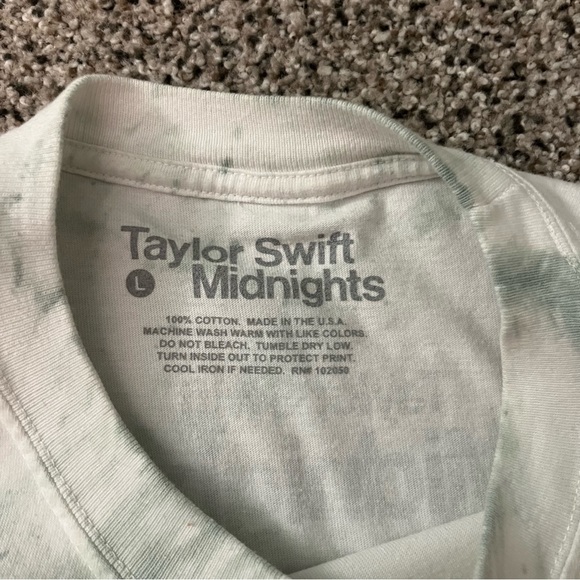 Taylor Swift
L Midnights
100% COTTON. MADE IN THE U.S.A.
MACHINE WASH WARM WITH LIKE COLORS.
DO NOT BLEACH. TUMBLE DRY LOW.
TURN INSIDE OUT TO PROTECT PRINT.
COOL IRON IF NEEDED. RN# 102050